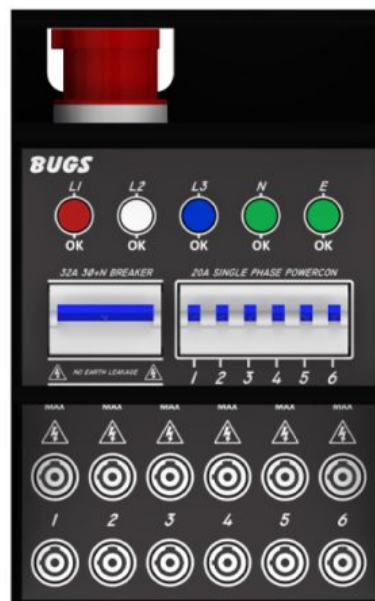 BUGS
L1 L2 L3 N E
OK OK OK OK OK
32A 3Ø+N BREAKER 20A SINGLE PHASE POWERCON
NO EARTH LEAKAGE
1 2 3 4 5 6
MAX MAX MAX MAX MAX MAX
1 2 3 4 5 6